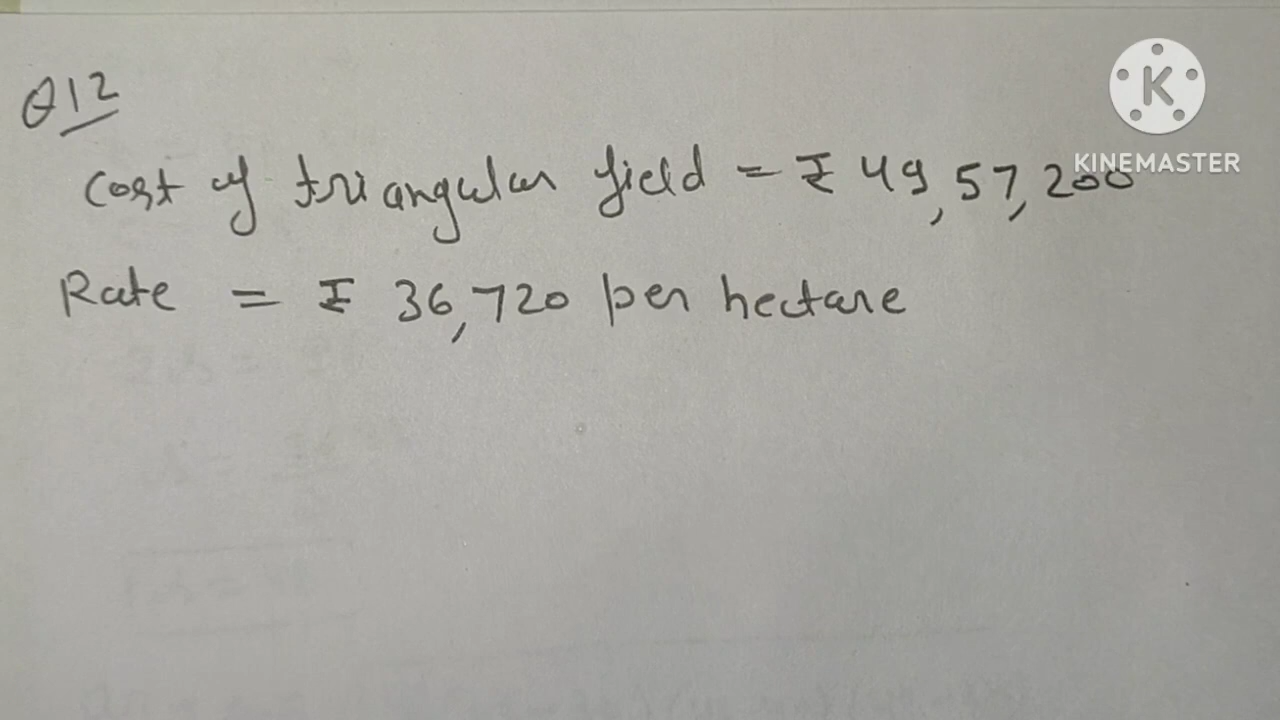 Q12
KINEMASTER
Cost of triangular field = ₹ 49,57,200
Rate = ₹ 36,720 per hectare